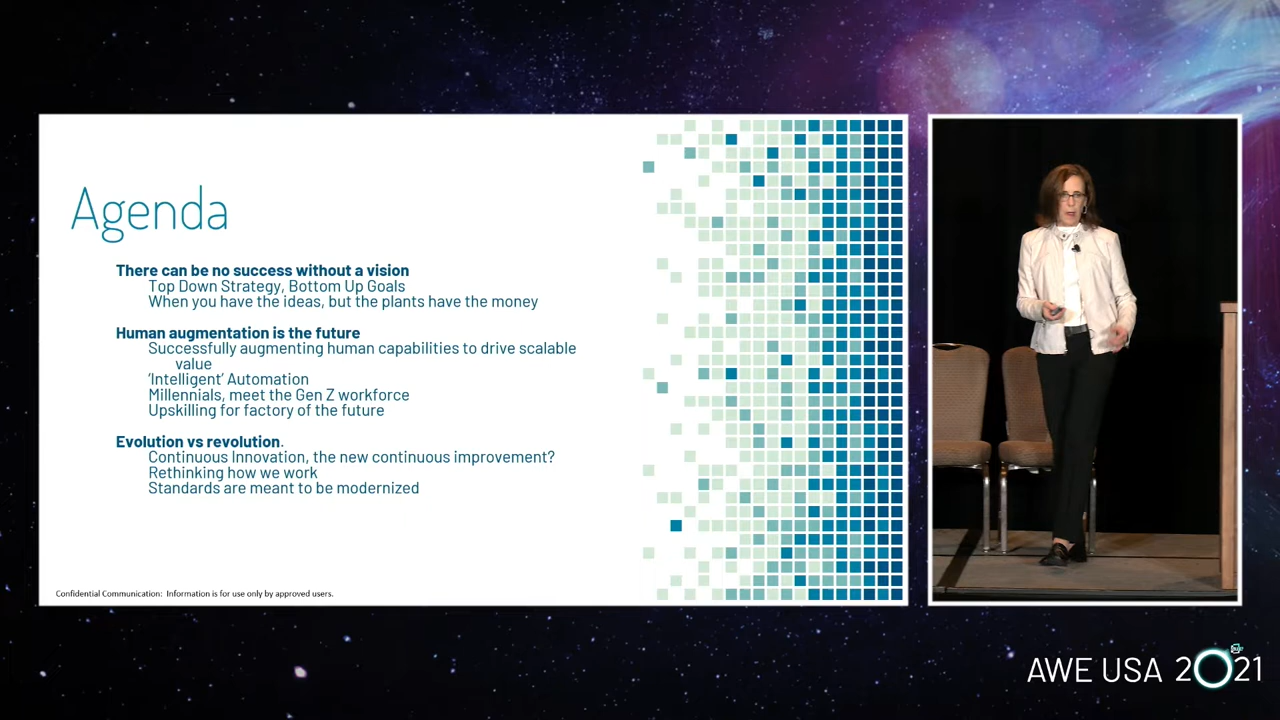 Agenda
There can be no success without a vision
Top Down Strategy, Bottom Up Goals
When you have the ideas, but the plants have the money
Human augmentation is the future
Successfully augmenting human capabilities to drive scalable
value
‘Intelligent’ Automation
Millennials, meet the Gen Z workforce
Upskilling for factory of the future
Evolution vs revolution.
Continuous Innovation, the new continuous improvement?
Rethinking how we work
Standards are meant to be modernized
Confidential Communication: Information is for use only by approved users.
AWE USA 2021